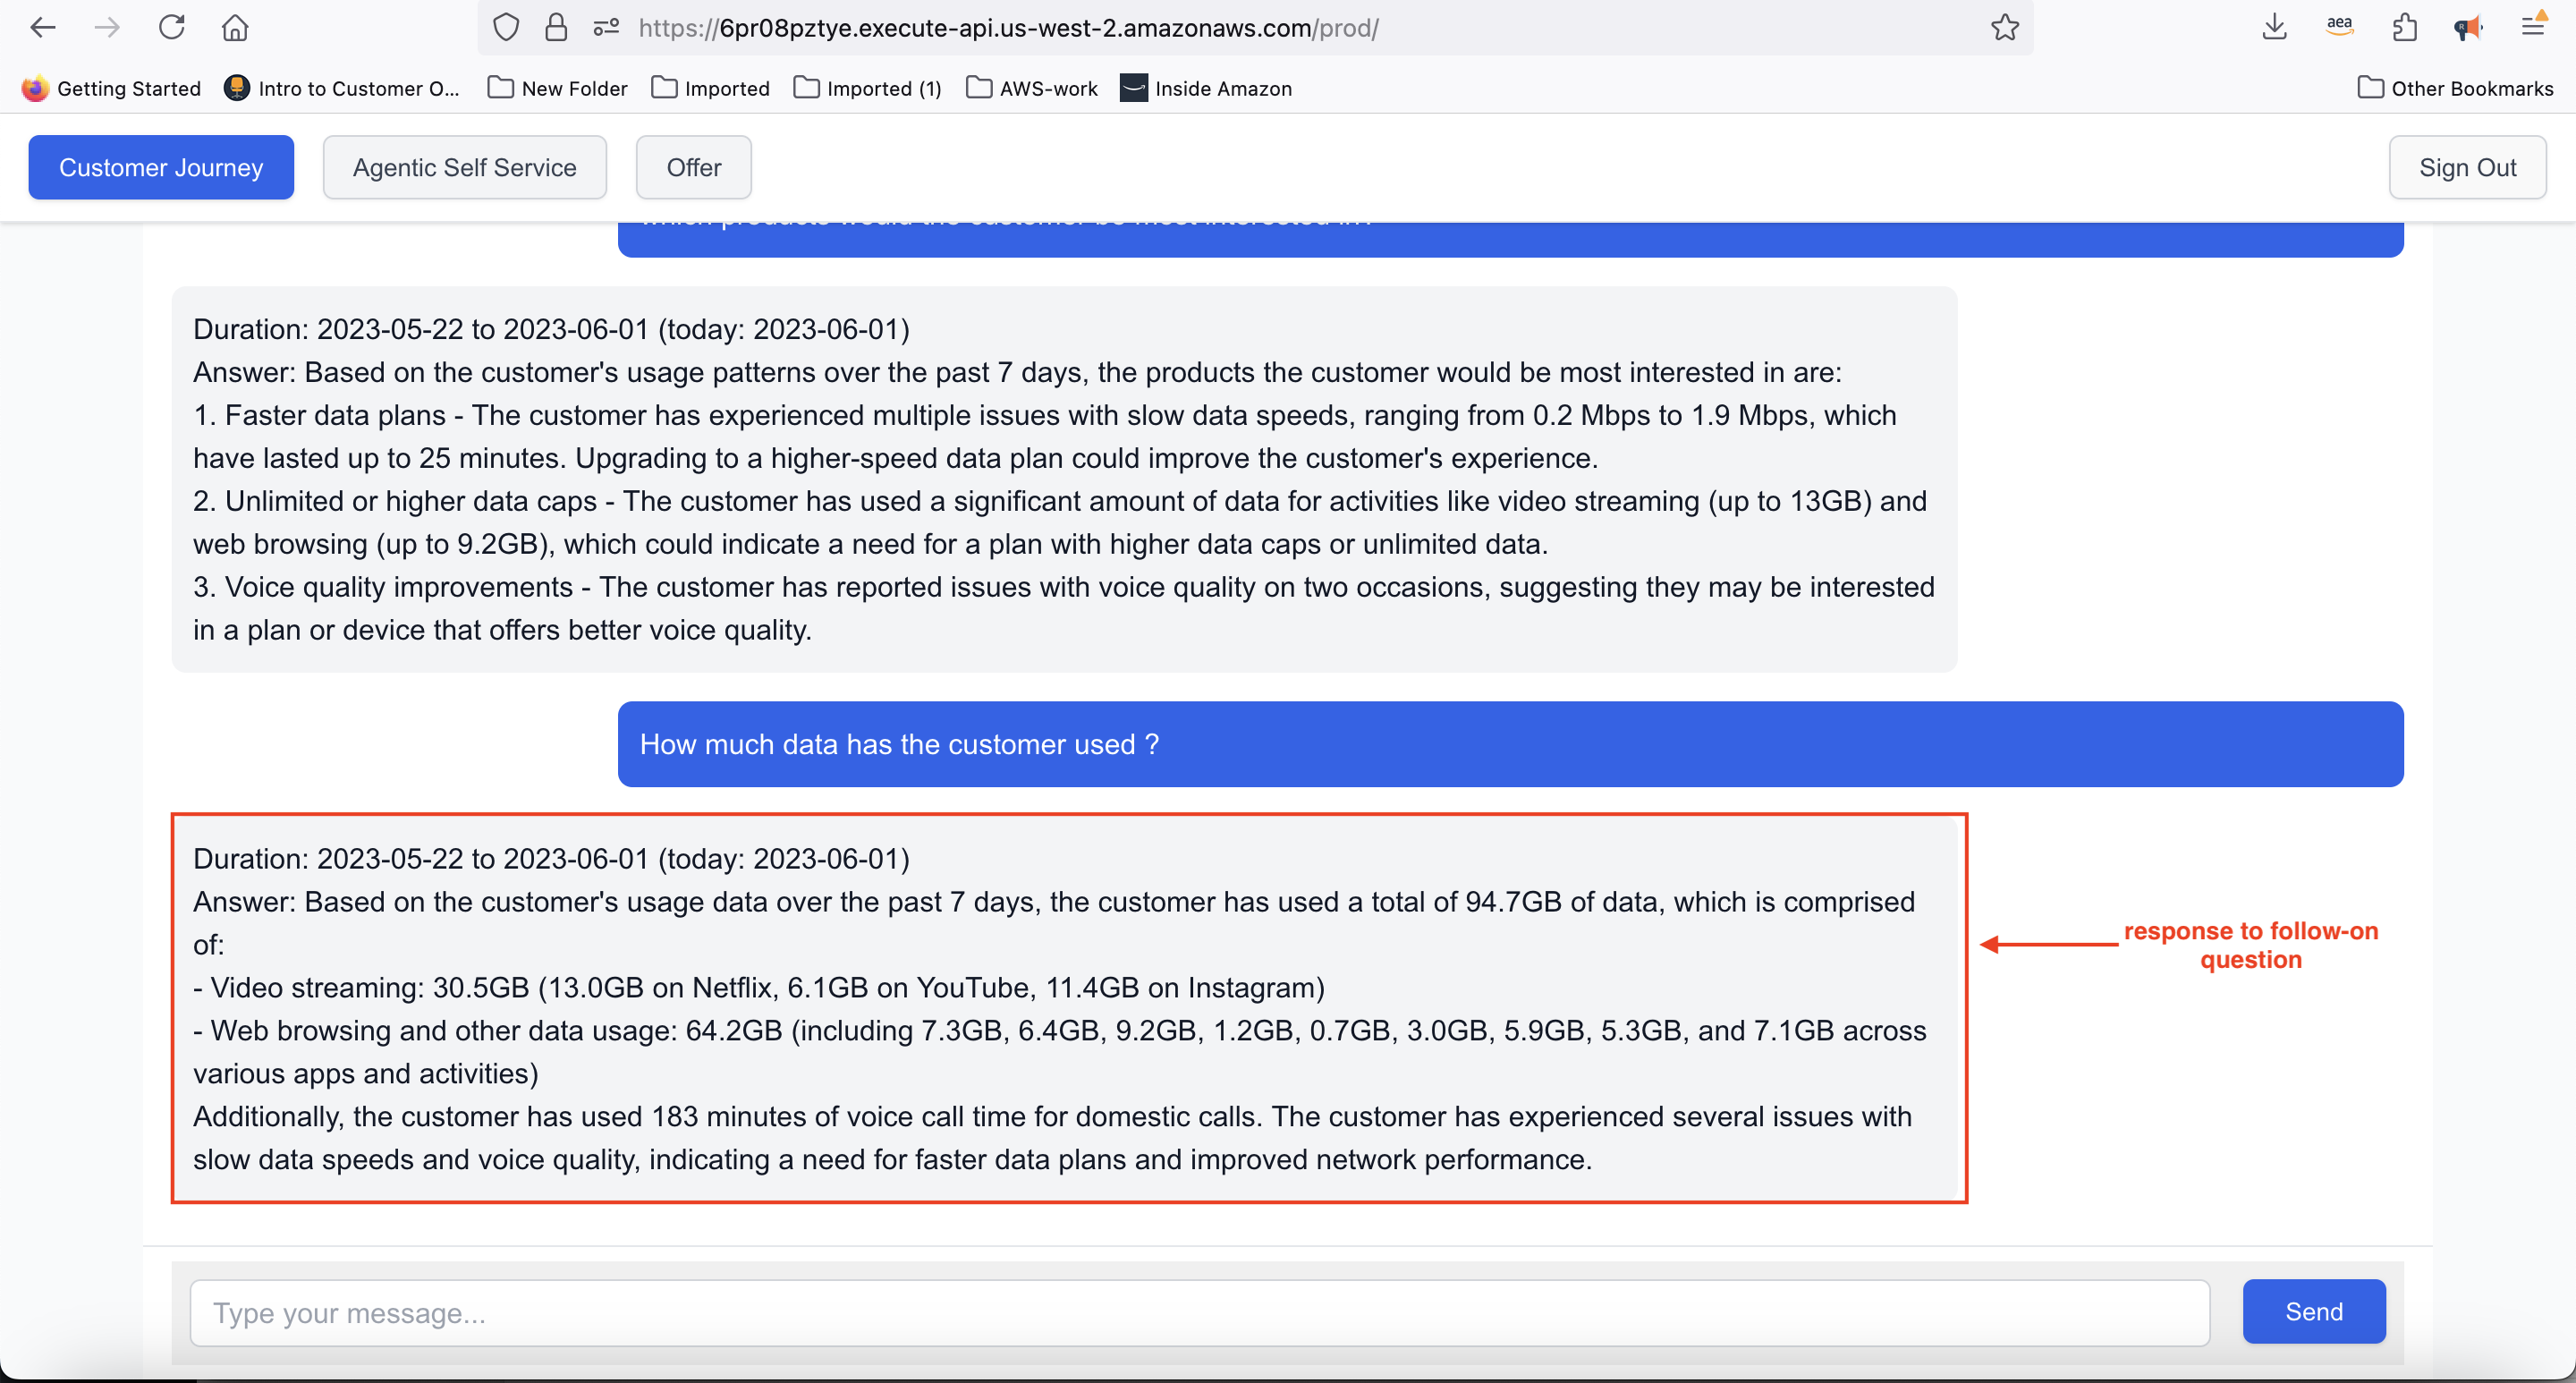 https://6pr08pztye.execute-api.us-west-2.amazonaws.com/prod/
aea
Getting Started
Intro to Customer O...
New Folder
Imported
Imported (1)
AWS-work
Inside Amazon
Other Bookmarks
Customer Journey
Agentic Self Service
Offer
Sign Out
which products would the customer be most interested in?
Duration: 2023-05-22 to 2023-06-01 (today: 2023-06-01)
Answer: Based on the customer's usage patterns over the past 7 days, the products the customer would be most interested in are:
1. Faster data plans - The customer has experienced multiple issues with slow data speeds, ranging from 0.2 Mbps to 1.9 Mbps, which
have lasted up to 25 minutes. Upgrading to a higher-speed data plan could improve the customer's experience.
2. Unlimited or higher data caps - The customer has used a significant amount of data for activities like video streaming (up to 13GB) and
web browsing (up to 9.2GB), which could indicate a need for a plan with higher data caps or unlimited data.
3. Voice quality improvements - The customer has reported issues with voice quality on two occasions, suggesting they may be interested
in a plan or device that offers better voice quality.
How much data has the customer used ?
Duration: 2023-05-22 to 2023-06-01 (today: 2023-06-01)
Answer: Based on the customer's usage data over the past 7 days, the customer has used a total of 94.7GB of data, which is comprised
of:
- Video streaming: 30.5GB (13.0GB on Netflix, 6.1GB on YouTube, 11.4GB on Instagram)
- Web browsing and other data usage: 64.2GB (including 7.3GB, 6.4GB, 9.2GB, 1.2GB, 0.7GB, 3.0GB, 5.9GB, 5.3GB, and 7.1GB across
various apps and activities)
Additionally, the customer has used 183 minutes of voice call time for domestic calls. The customer has experienced several issues with
slow data speeds and voice quality, indicating a need for faster data plans and improved network performance.
response to follow-on
question
Type your message...
Send